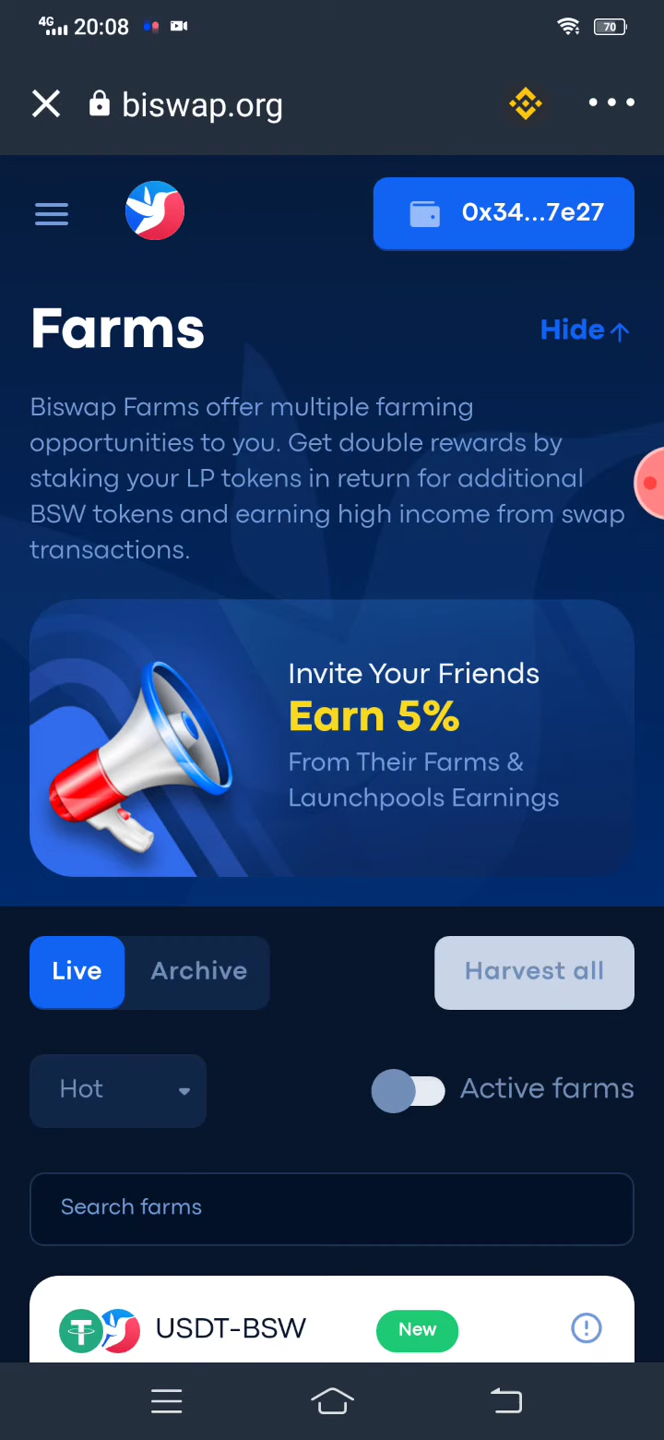 4G 20:08 70
biswap.org
0x34...7e27
Farms
Hide
Biswap Farms offer multiple farming
opportunities to you. Get double rewards by
staking your LP tokens in return for additional
BSW tokens and earning high income from swap
transactions.
Invite Your Friends
Earn 5%
From Their Farms &
Launchpools Earnings
Live Archive Harvest all
Hot Active farms
Search farms
USDT-BSW New